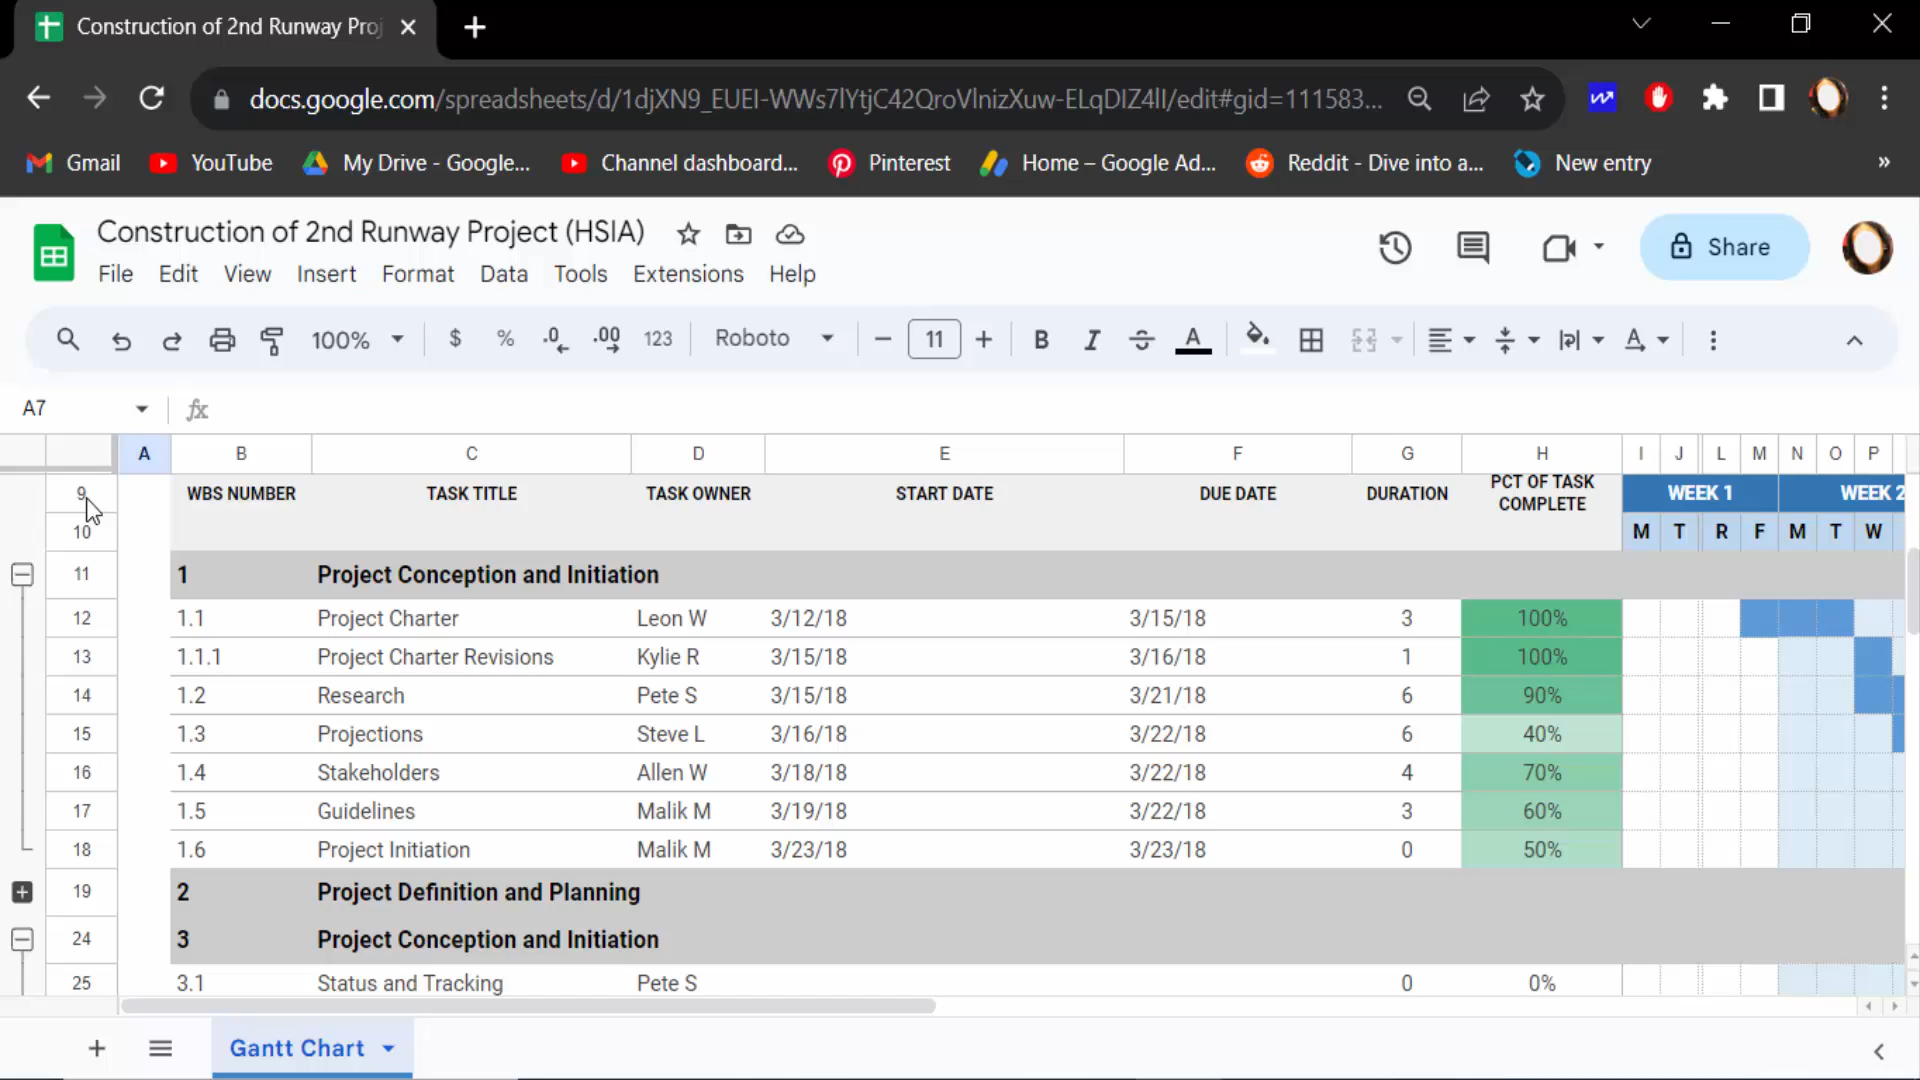 Construction of 2nd Runway Proj
docs.google.com/spreadsheets/d/1djXN9_EUEI-WWs7lYtjC42QroVlnizXuw-ELqDIZ4lI/edit#gid=111583...
Gmail YouTube My Drive - Google... Channel dashboard... Pinterest Home – Google Ad... Reddit - Dive into a... New entry »
Construction of 2nd Runway Project (HSIA)
File Edit View Insert Format Data Tools Extensions Help
Share
100% $ % .0 .00 123 Roboto 11 B I A A
A7 fx
A B C D E F G H I J L M N O P
9 WBS NUMBER TASK TITLE TASK OWNER START DATE DUE DATE DURATION PCT OF TASK COMPLETE WEEK 1 WEEK 2
10 M T R F M T W
11 1 Project Conception and Initiation
12 1.1 Project Charter Leon W 3/12/18 3/15/18 3 100%
13 1.1.1 Project Charter Revisions Kylie R 3/15/18 3/16/18 1 100%
14 1.2 Research Pete S 3/15/18 3/21/18 6 90%
15 1.3 Projections Steve L 3/16/18 3/22/18 6 40%
16 1.4 Stakeholders Allen W 3/18/18 3/22/18 4 70%
17 1.5 Guidelines Malik M 3/19/18 3/22/18 3 60%
18 1.6 Project Initiation Malik M 3/23/18 3/23/18 0 50%
19 2 Project Definition and Planning
24 3 Project Conception and Initiation
25 3.1 Status and Tracking Pete S 0 0%
Gantt Chart